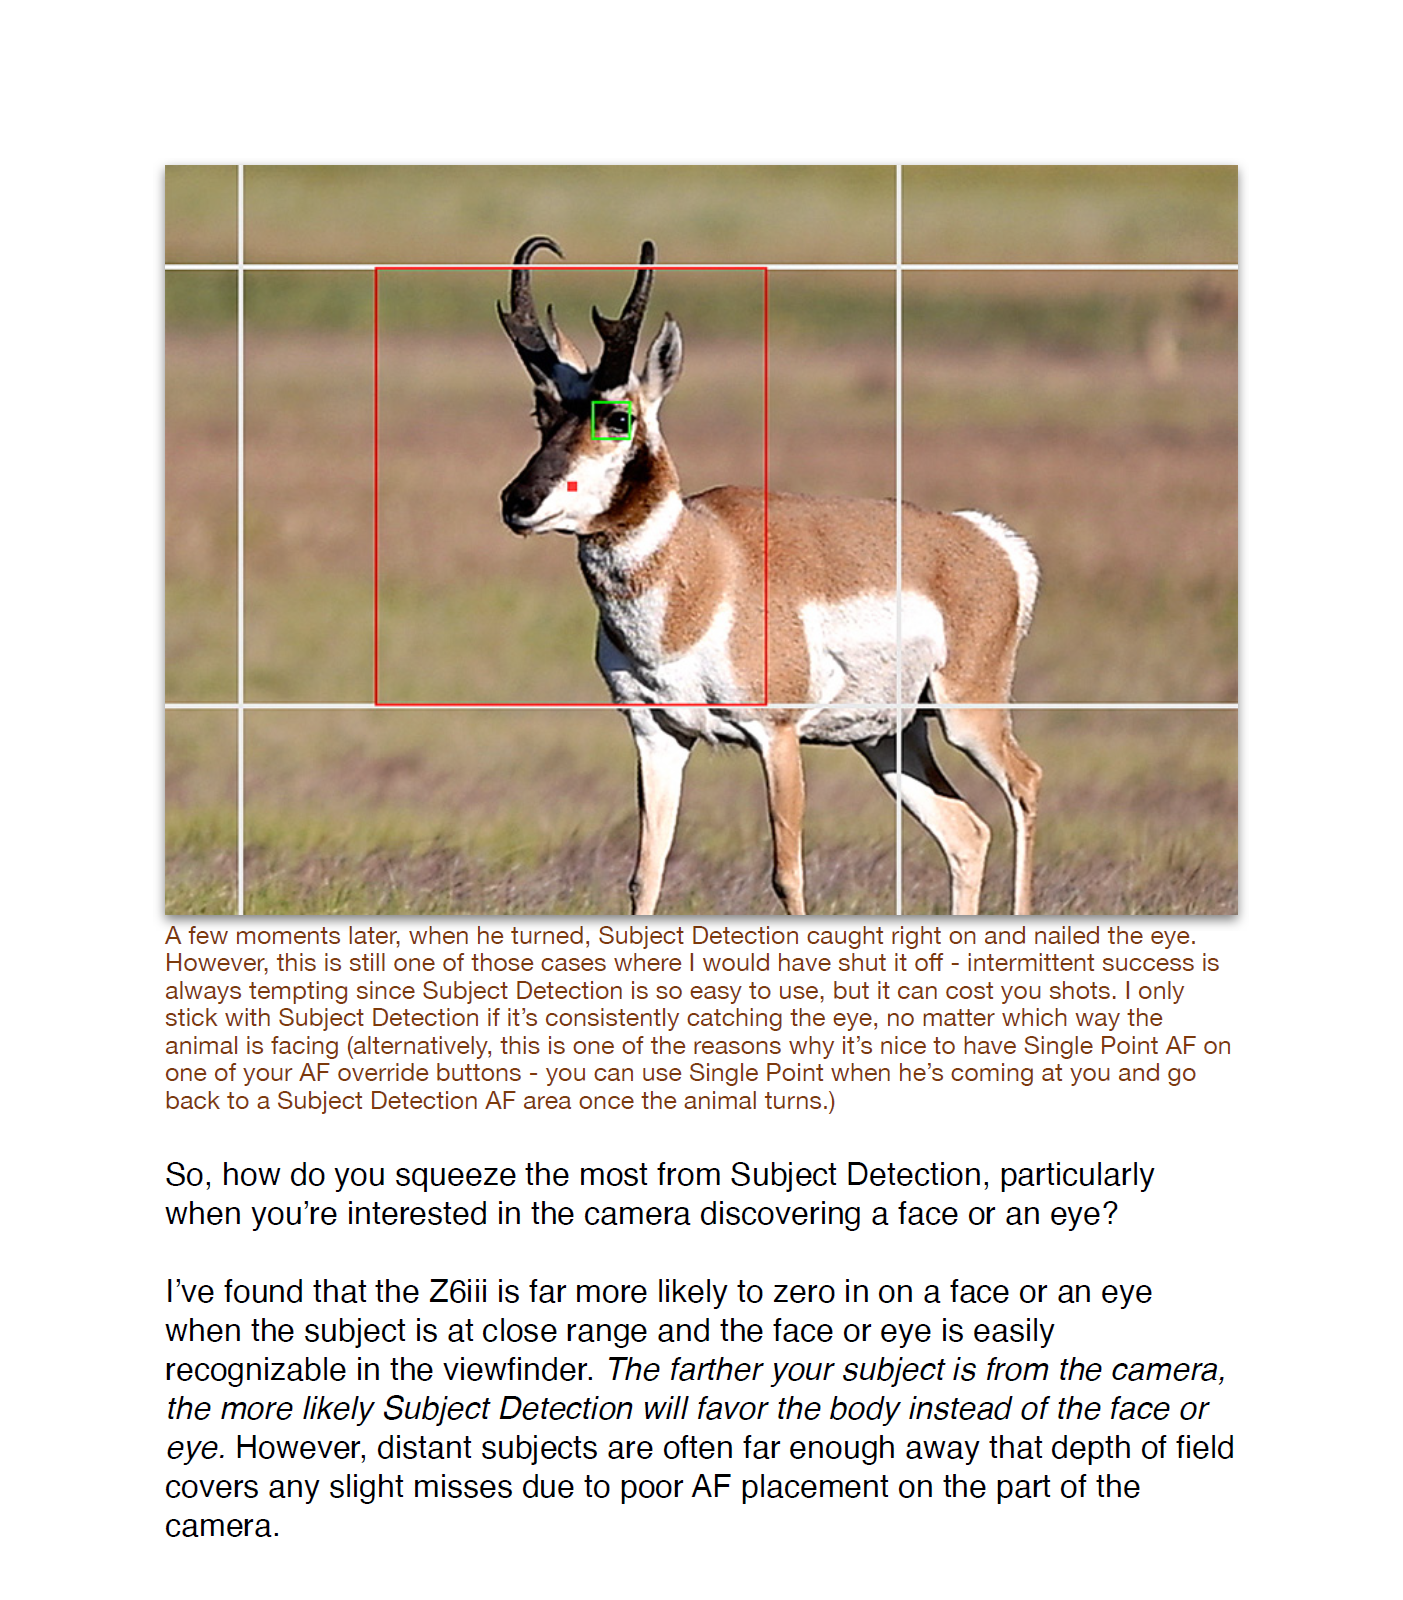 A few moments later, when he turned, Subject Detection caught right on and nailed the eye.
However, this is still one of those cases where I would have shut it off - intermittent success is
always tempting since Subject Detection is so easy to use, but it can cost you shots. I only
stick with Subject Detection if it’s consistently catching the eye, no matter which way the
animal is facing (alternatively, this is one of the reasons why it’s nice to have Single Point AF on
one of your AF override buttons - you can use Single Point when he’s coming at you and go
back to a Subject Detection AF area once the animal turns.)
So, how do you squeeze the most from Subject Detection, particularly
when you’re interested in the camera discovering a face or an eye?
I’ve found that the Z6iii is far more likely to zero in on a face or an eye
when the subject is at close range and the face or eye is easily
recognizable in the viewfinder. The farther your subject is from the camera,
the more likely Subject Detection will favor the body instead of the face or
eye. However, distant subjects are often far enough away that depth of field
covers any slight misses due to poor AF placement on the part of the
camera.